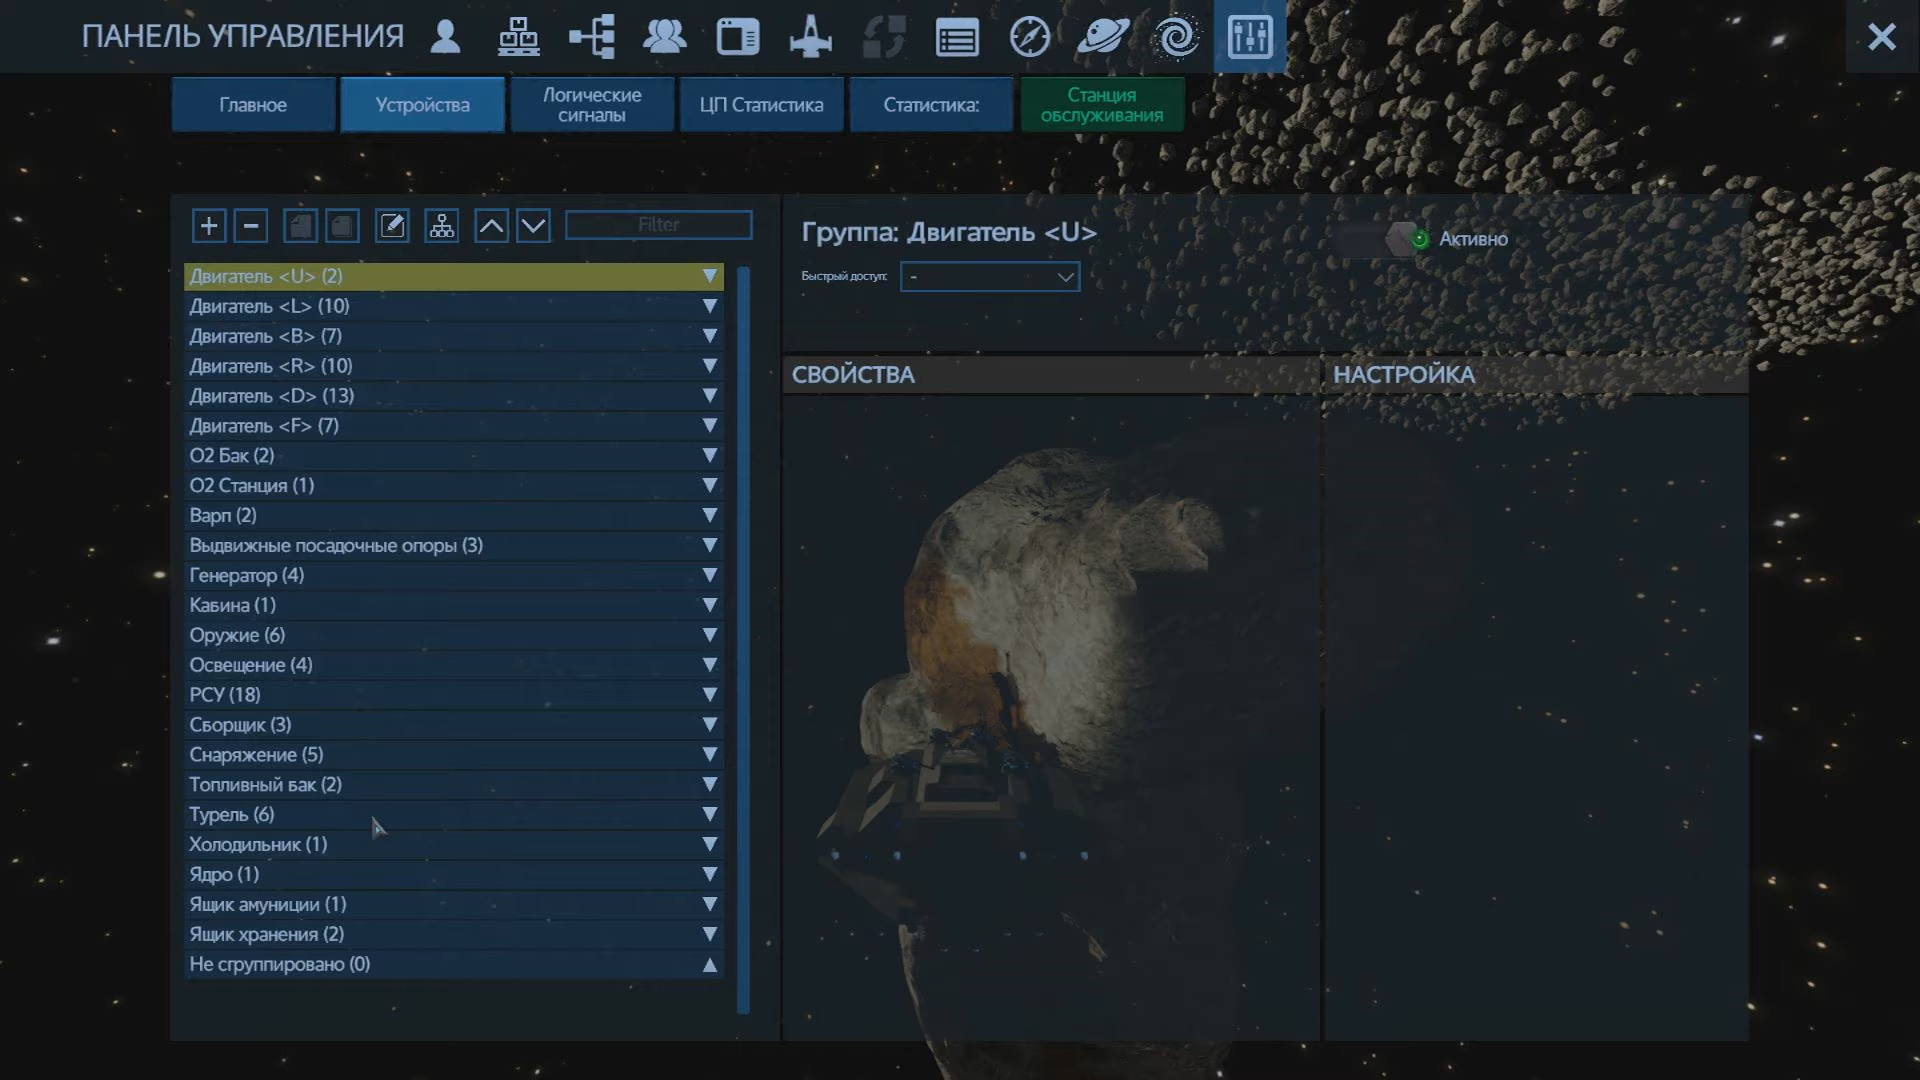 ПАНЕЛЬ УПРАВЛЕНИЯ
Главное
Устройства
Логические
сигналы
ЦП Статистика
Статистика:
Станция
обслуживания
Filter
Двигатель <U> (2)
Двигатель <L> (10)
Двигатель <B> (7)
Двигатель <R> (10)
Двигатель <D> (13)
Двигатель <F> (7)
О2 Бак (2)
О2 Станция (1)
Варп (2)
Выдвижные посадочные опоры (3)
Генератор (4)
Кабина (1)
Оружие (6)
Освещение (4)
РСУ (18)
Сборщик (3)
Снаряжение (5)
Топливный бак (2)
Турель (6)
Холодильник (1)
Ядро (1)
Ящик амуниции (1)
Ящик хранения (2)
Не сгруппировано (0)
Группа: Двигатель <U>
Активно
Быстрый доступ:
-
СВОЙСТВА
НАСТРОЙКА